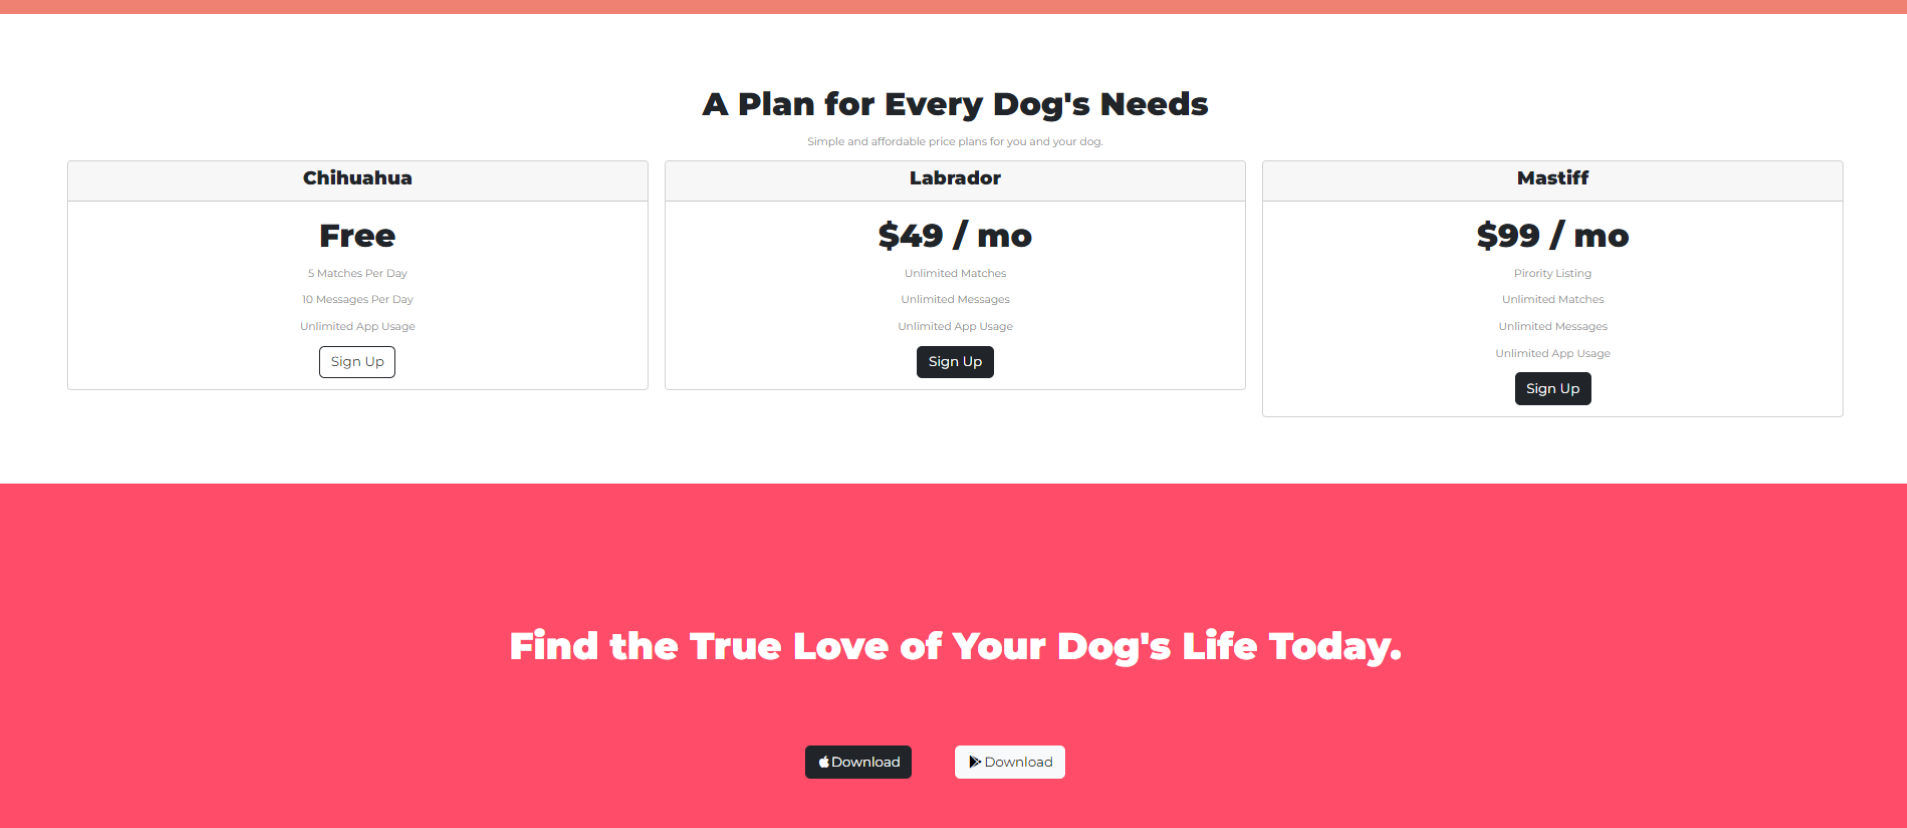 A Plan for Every Dog's Needs
Simple and affordable price plans for you and your dog.
Chihuahua
Free
5 Matches Per Day
10 Messages Per Day
Unlimited App Usage
Sign Up
Labrador
$49 / mo
Unlimited Matches
Unlimited Messages
Unlimited App Usage
Sign Up
Mastiff
$99 / mo
Pirority Listing
Unlimited Matches
Unlimited Messages
Unlimited App Usage
Sign Up
Find the True Love of Your Dog's Life Today.
Download
Download